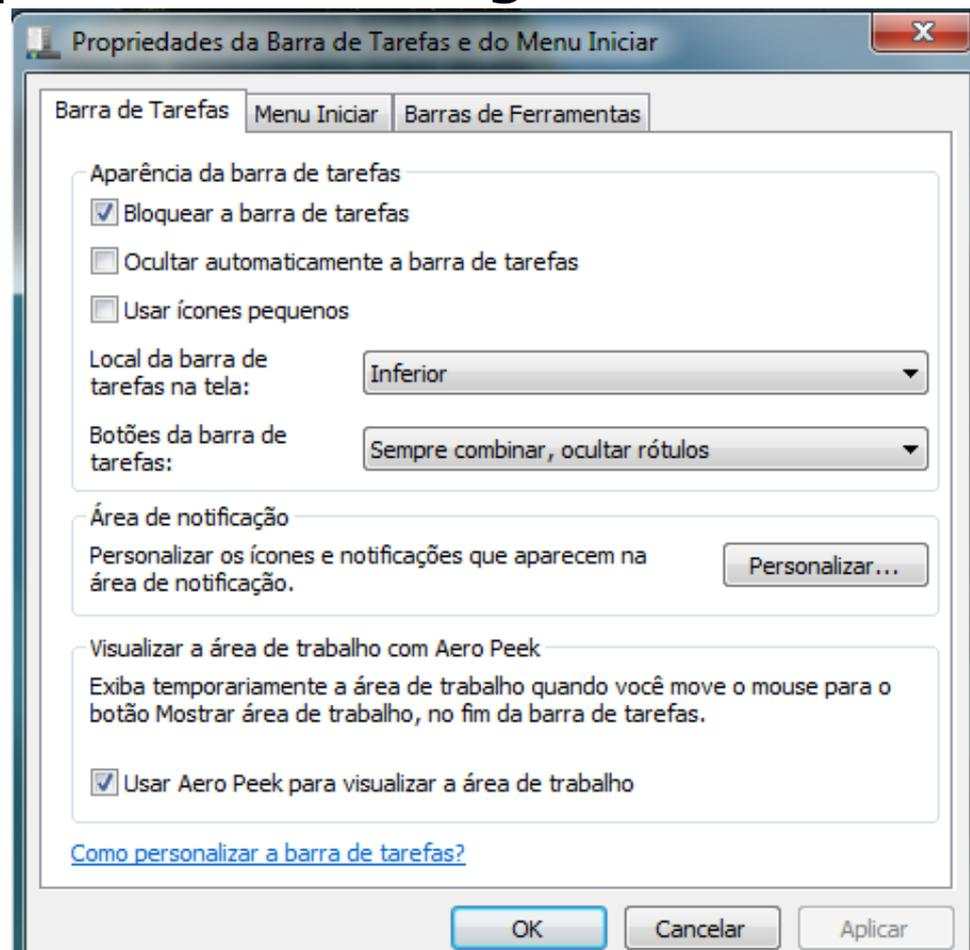 Propriedades da Barra de Tarefas e do Menu Iniciar
Barra de Tarefas
Menu Iniciar
Barras de Ferramentas
Aparência da barra de tarefas
Bloquear a barra de tarefas
Ocultar automaticamente a barra de tarefas
Usar ícones pequenos
Local da barra de
tarefas na tela:
Inferior
Botões da barra de
tarefas:
Sempre combinar, ocultar rótulos
Área de notificação
Personalizar os ícones e notificações que aparecem na
área de notificação.
Personalizar...
Visualizar a área de trabalho com Aero Peek
Exiba temporariamente a área de trabalho quando você move o mouse para o
botão Mostrar área de trabalho, no fim da barra de tarefas.
Usar Aero Peek para visualizar a área de trabalho
Como personalizar a barra de tarefas?
OK
Cancelar
Aplicar